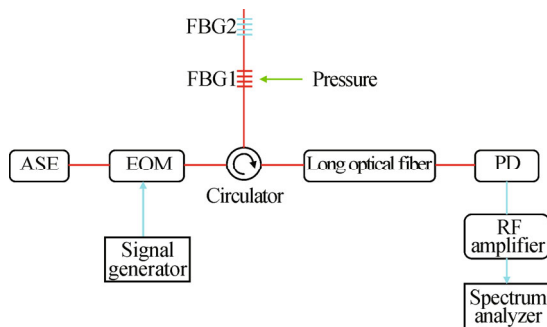 FBG2
FBG1
Pressure
ASE
EOM
Long optical fiber
PD
Circulator
Signal
generator
RF
amplifier
Spectrum
analyzer